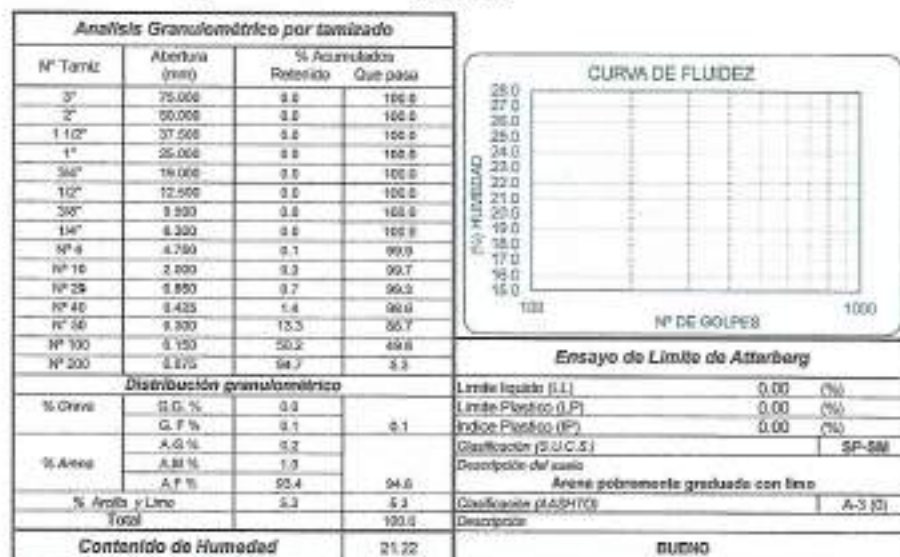 Analisis Granulométrico por tamizado
Nº Tamiz Abertura (mm) % Acumulados
Retenido Que pasa
3" 75.000 0.0 100.0
2" 50.000 0.0 100.0
1 1/2" 37.500 0.0 100.0
1" 25.000 0.0 100.0
3/4" 19.000 0.0 100.0
1/2" 12.500 0.0 100.0
3/8" 9.500 0.0 100.0
1/4" 6.300 0.0 100.0
Nº 4 4.750 0.1 99.9
Nº 10 2.000 0.3 99.7
Nº 20 0.850 0.7 99.3
Nº 40 0.425 1.4 98.6
Nº 50 0.300 13.3 86.7
Nº 100 0.150 50.2 49.8
Nº 200 0.075 94.7 5.3
Distribución granulométrico
% Grava G.G. % 0.0
G. F % 0.1 0.1
% Arena A.G % 0.2
A.M % 1.0
A.F % 93.4 94.6
% Arcilla y Limo 5.3 5.3
Total 100.0
Contenido de Humedad 21.22
CURVA DE FLUIDEZ
(%) HUMEDAD
28.0
27.0
26.0
25.0
24.0
23.0
22.0
21.0
20.0
19.0
18.0
17.0
16.0
15.0
100 1000
Nº DE GOLPES
Ensayo de Limite de Atterberg
Limite liquido (LL) 0.00 (%)
Limite Plastico (LP) 0.00 (%)
Indice Plastico (IP) 0.00 (%)
Clasificación (S.U.C.S.) SP-SM
Descripción del suelo
Arena pobremente graduada con limo
Clasificación (AASHTO) A-3 (0)
Descripción
BUENO